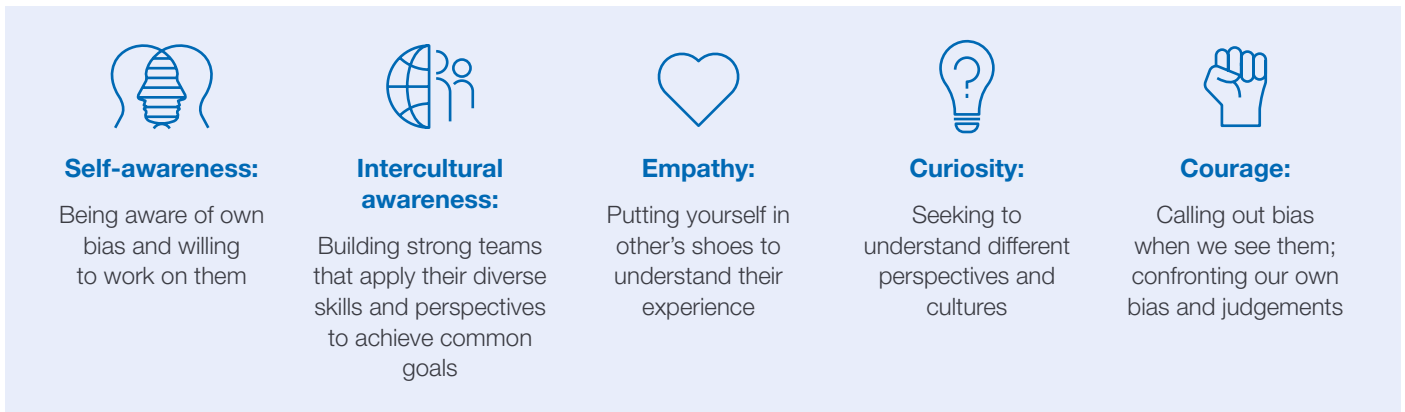 Self-awareness:
Being aware of own
bias and willing
to work on them
Intercultural
awareness:
Building strong teams
that apply their diverse
skills and perspectives
to achieve common
goals
Empathy:
Putting yourself in
other's shoes to
understand their
experience
Curiosity:
Seeking to
understand different
perspectives and
cultures
Courage:
Calling out bias
when we see them;
confronting our own
bias and judgements